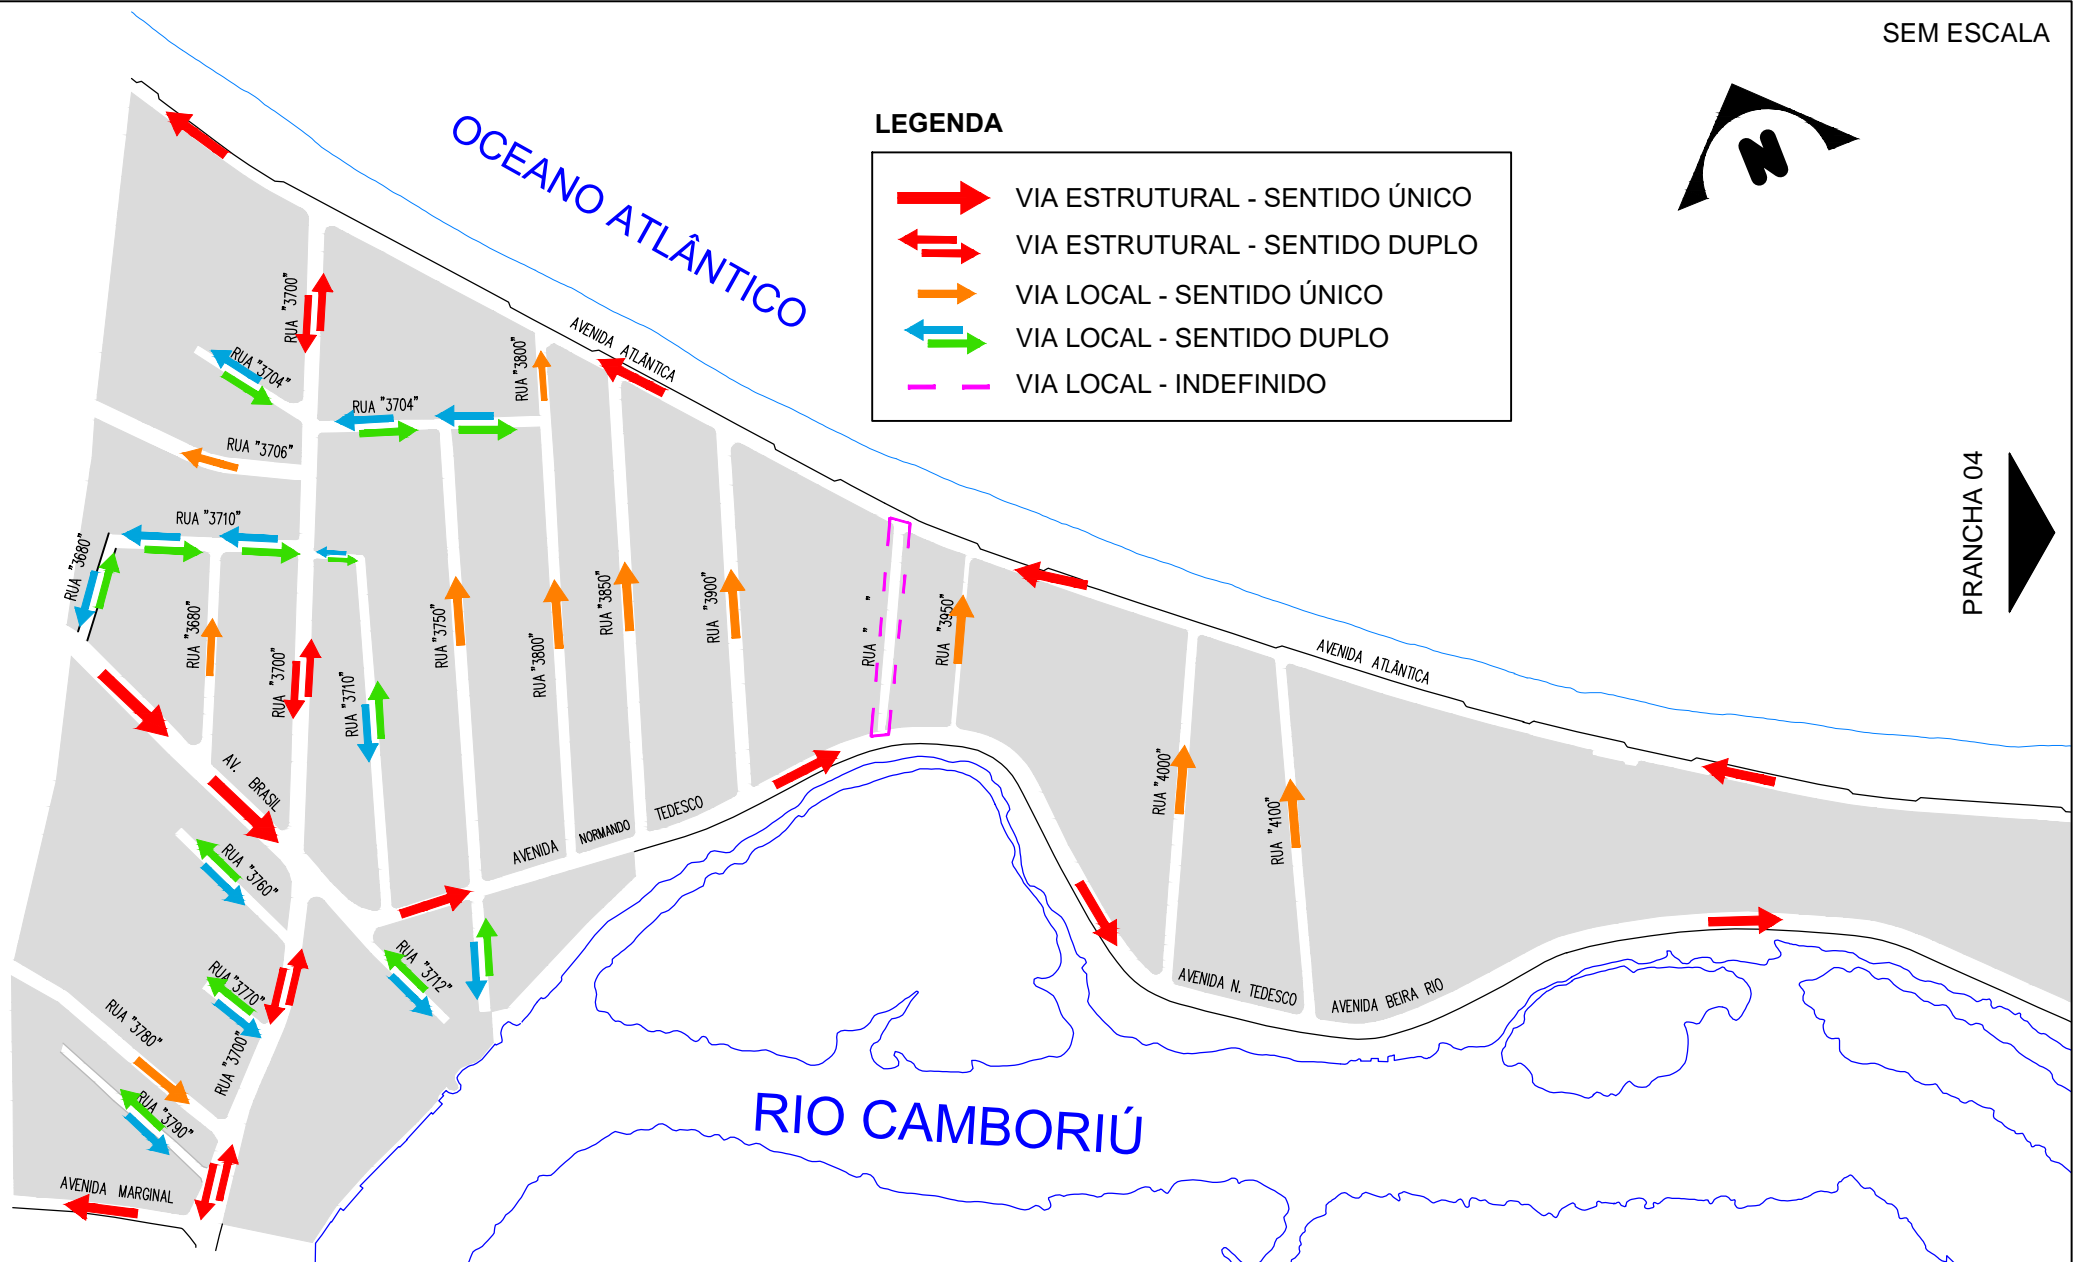 SEM ESCALA
OCEANO ATLÂNTICO
LEGENDA
VIA ESTRUTURAL - SENTIDO ÚNICO
VIA ESTRUTURAL - SENTIDO DUPLO
VIA LOCAL - SENTIDO ÚNICO
VIA LOCAL - SENTIDO DUPLO
VIA LOCAL - INDEFINIDO
N
PRANCHA 04
RUA "3700"
RUA "3704"
RUA "3704"
RUA "3706"
RUA "3800"
AVENIDA ATLÂNTICA
RUA "3710"
RUA "3680"
RUA "3680"
RUA "3700"
RUA "3710"
RUA "3750"
RUA "3800"
RUA "3850"
RUA "3900"
RUA " "
RUA "3950"
AVENIDA ATLÂNTICA
AV. BRASIL
RUA "4000"
RUA "4100"
AVENIDA NORMANDO TEDESCO
RUA "3760"
RUA "3712"
RUA "3770"
RUA "3780"
RUA "3700"
RUA "3790"
AVENIDA MARGINAL
AVENIDA N. TEDESCO
AVENIDA BEIRA RIO
RIO CAMBORIÚ